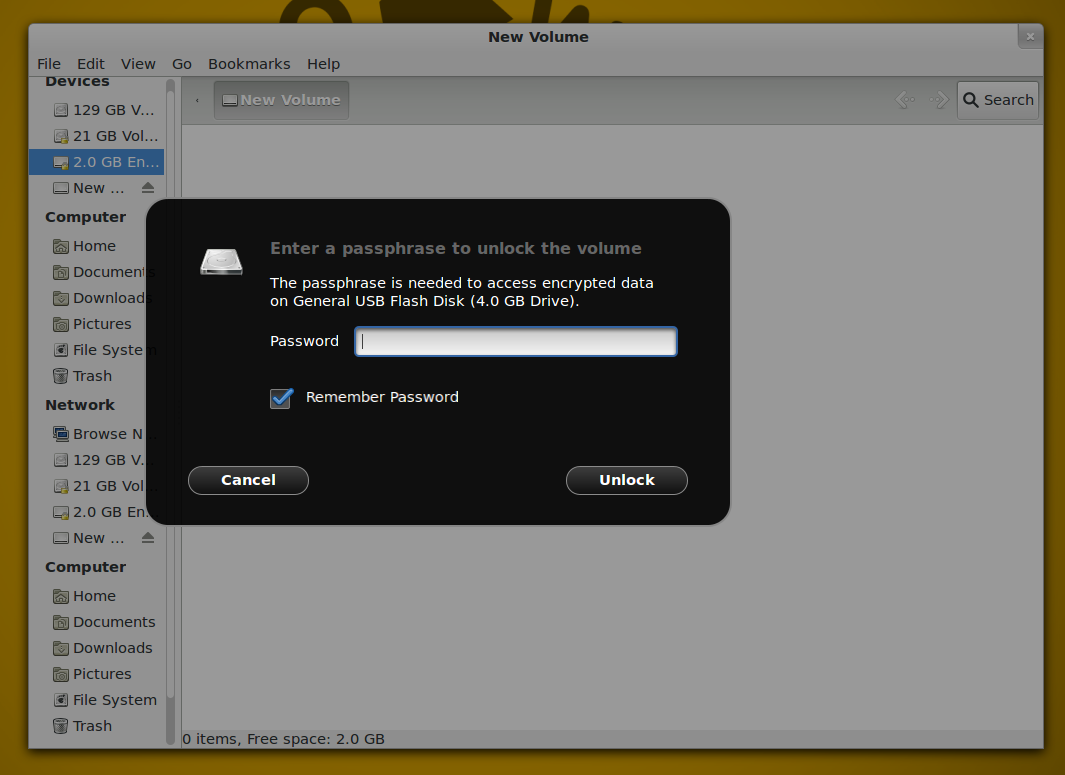 New Volume
File Edit View Go Bookmarks Help
Devices
129 GB V...
21 GB Vol...
2.0 GB En...
New ...
Computer
Home
Documents
Downloads
Pictures
File System
Trash
Network
Browse N...
129 GB V...
21 GB Vol...
2.0 GB En...
New ...
Computer
Home
Documents
Downloads
Pictures
File System
Trash
New Volume
Search
Enter a passphrase to unlock the volume
The passphrase is needed to access encrypted data
on General USB Flash Disk (4.0 GB Drive).
Password
Remember Password
Cancel Unlock
0 items, Free space: 2.0 GB